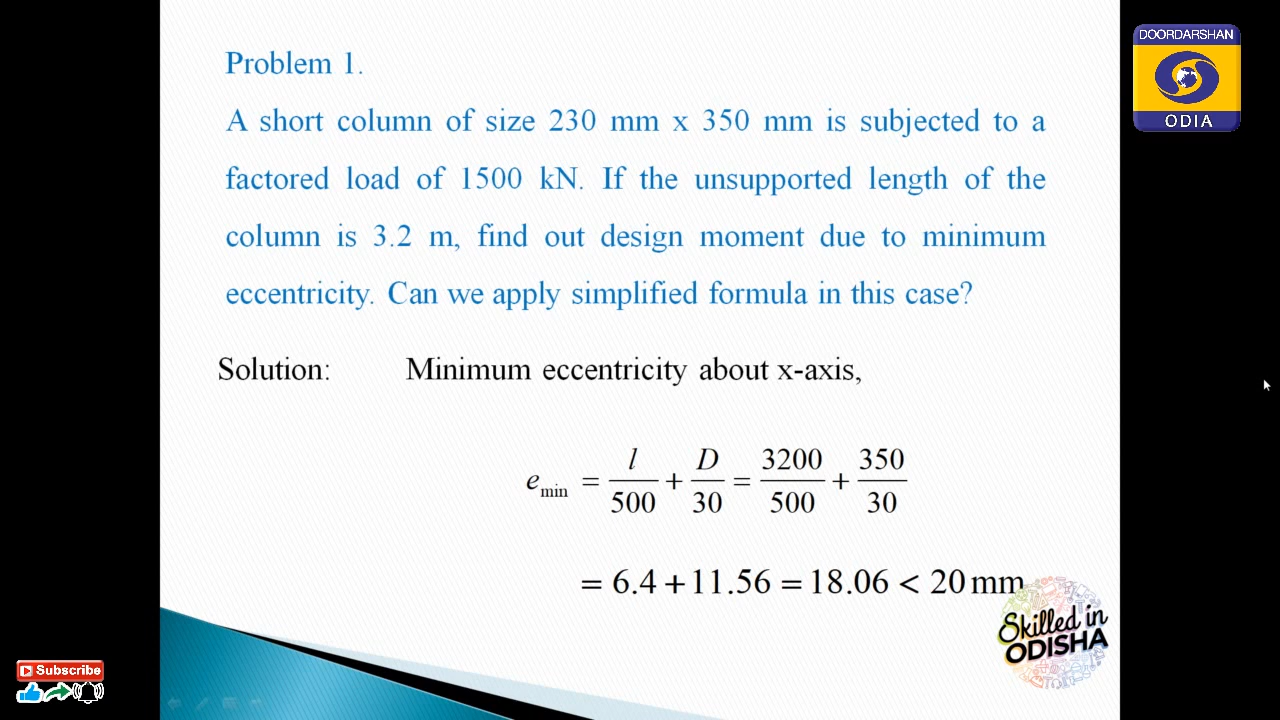 DOORDARSHAN
ODIA
Problem 1.
A short column of size 230 mm x 350 mm is subjected to a
factored load of 1500 kN. If the unsupported length of the
column is 3.2 m, find out design moment due to minimum
eccentricity. Can we apply simplified formula in this case?
Solution: Minimum eccentricity about x-axis,
e_min = l/500 + D/30 = 3200/500 + 350/30
= 6.4 + 11.56 = 18.06 < 20 mm
Skilled in
ODISHA
Subscribe